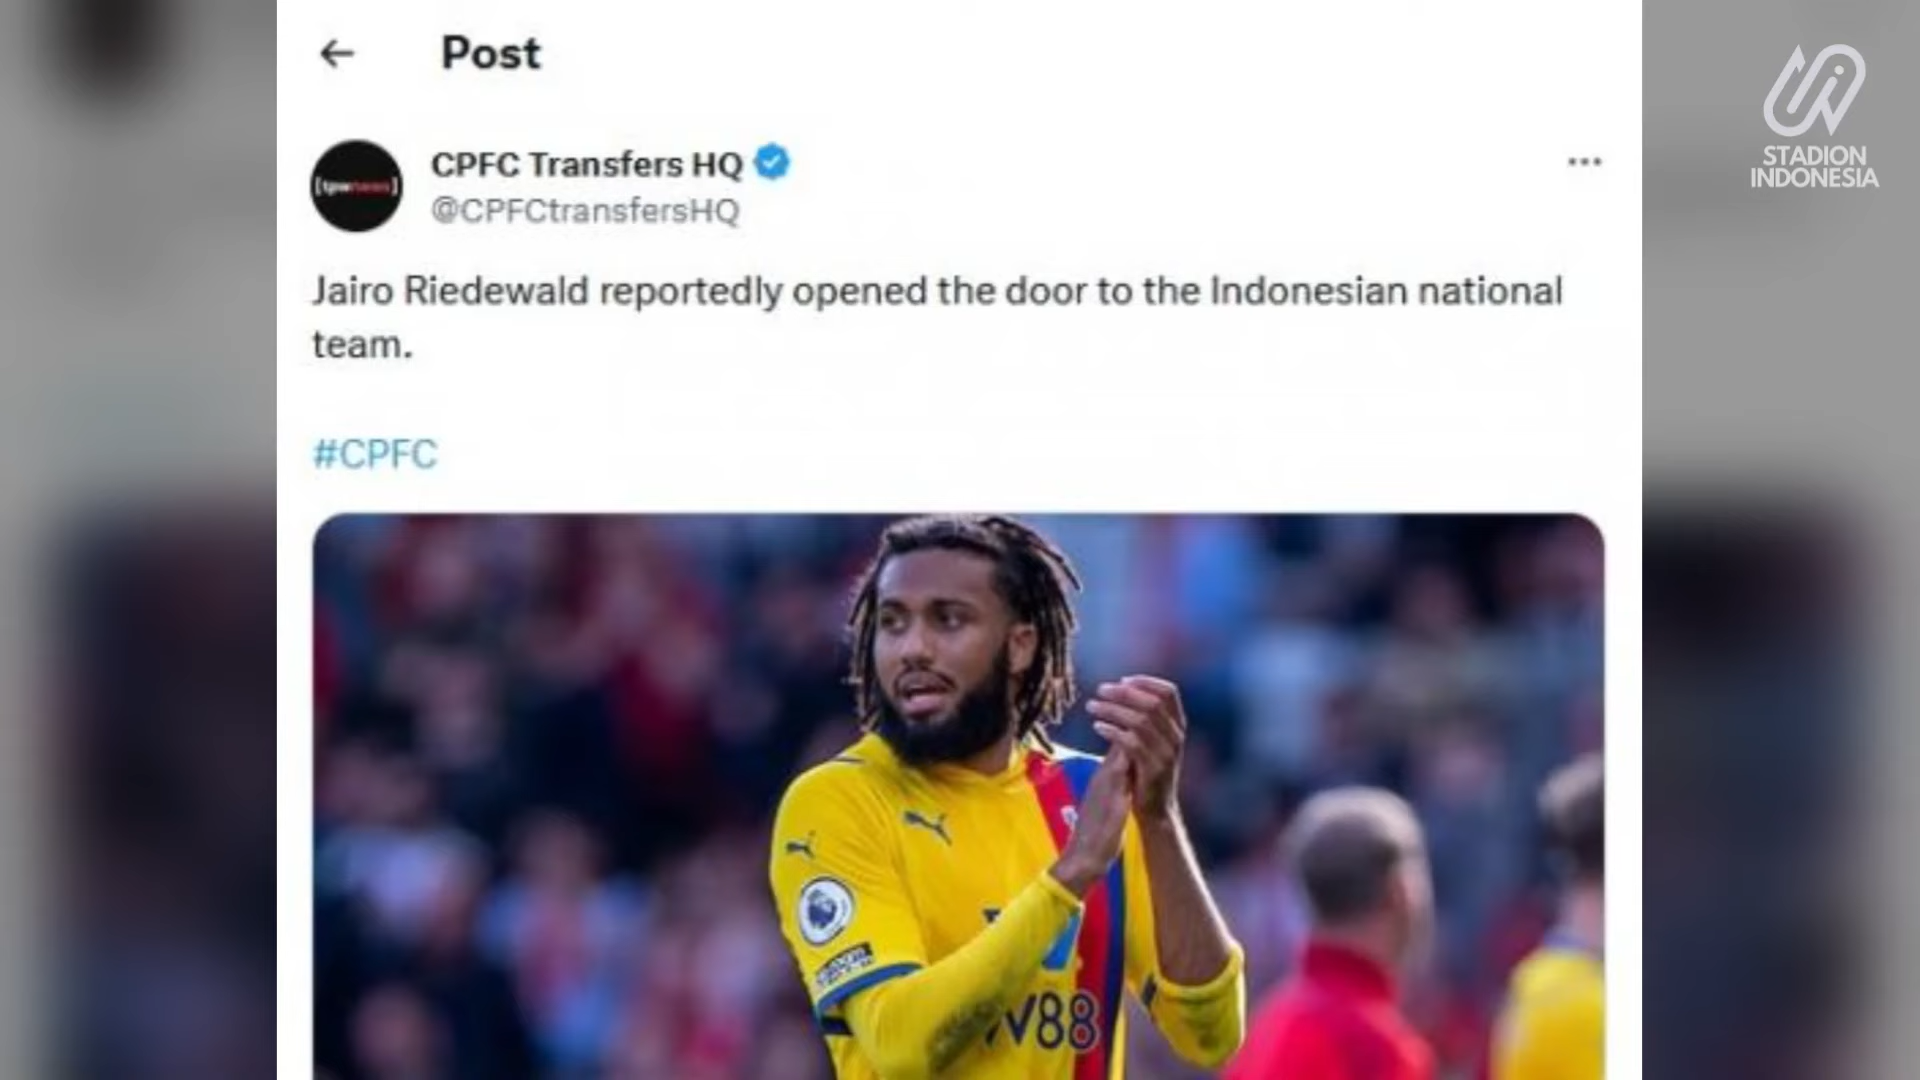 Post
STADION
INDONESIA
CPFC Transfers HQ
@CPFCtransfersHQ
Jairo Riedewald reportedly opened the door to the Indonesian national
team.
#CPFC
W88